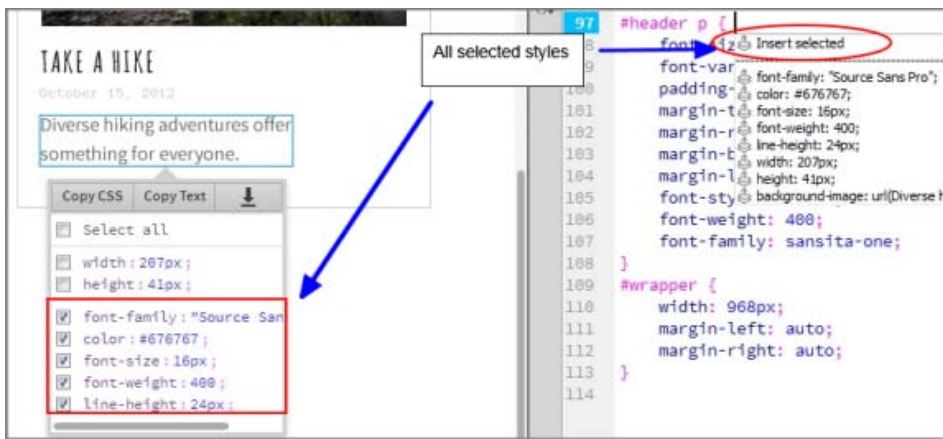 TAKE A HIKE
October 15, 2012
Diverse hiking adventures offer
something for everyone.
Copy CSS Copy Text
Select all
width: 207px;
height: 41px;
font-family: "Source San
color: #676767;
font-size: 16px;
font-weight: 400;
line-height: 24px;
All selected styles
97 #header p {
8 font-siz
9 font-var
100 padding-
101 margin-t
102 margin-r
103 margin-b
104 margin-l
105 font-sty
106 font-weight: 400;
107 font-family: sansita-one;
108 }
109 #wrapper {
110 width: 968px;
111 margin-left: auto;
112 margin-right: auto;
113 }
114
Insert selected
font-family: "Source Sans Pro";
color: #676767;
font-size: 16px;
font-weight: 400;
line-height: 24px;
width: 207px;
height: 41px;
background-image: url(Diverse h